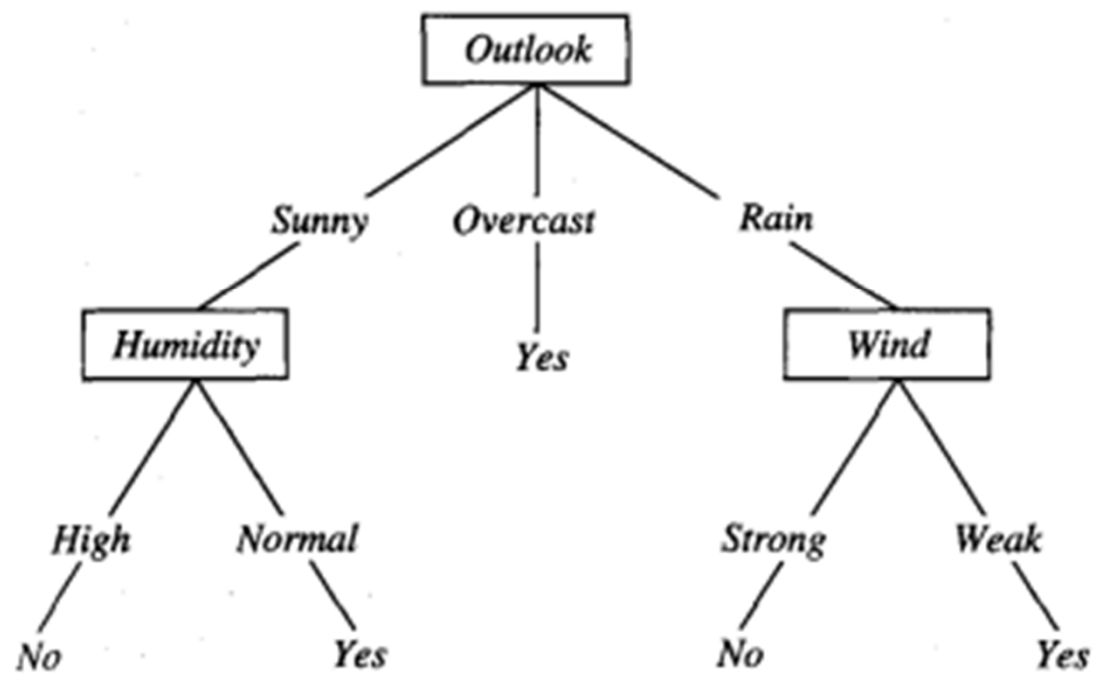 Outlook
Sunny Overcast Rain
Humidity Yes Wind
High Normal Strong Weak
No Yes No Yes